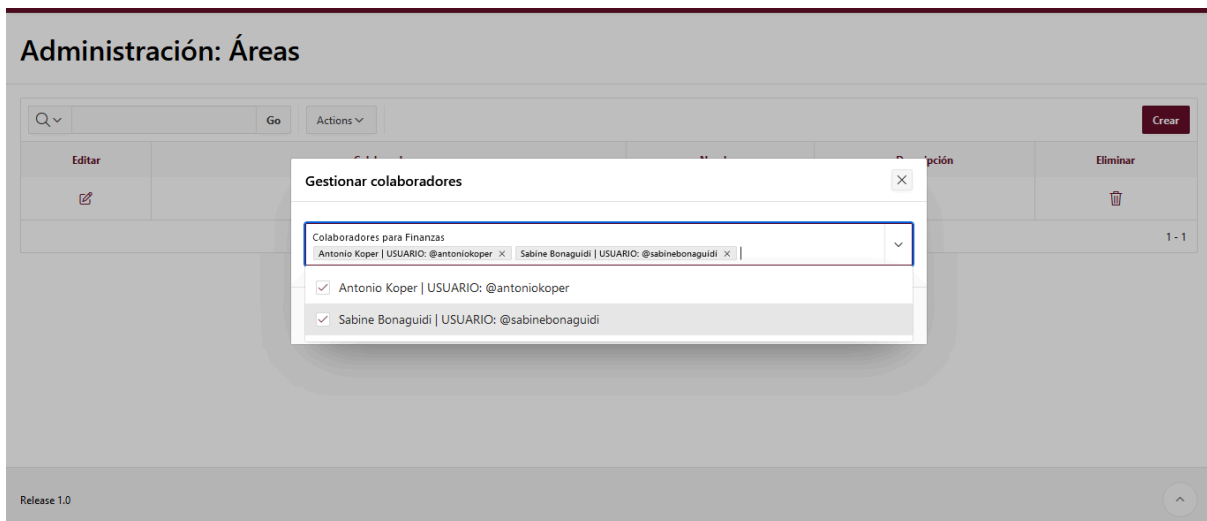 Administración: Áreas
Go Actions Crear
Editar Eliminar
Gestionar colaboradores
Colaboradores para Finanzas
Antonio Koper | USUARIO: @antoniokoper Sabine Bonaguidi | USUARIO: @sabinebonaguidi
Antonio Koper | USUARIO: @antoniokoper
Sabine Bonaguidi | USUARIO: @sabinebonaguidi
1 - 1
Release 1.0